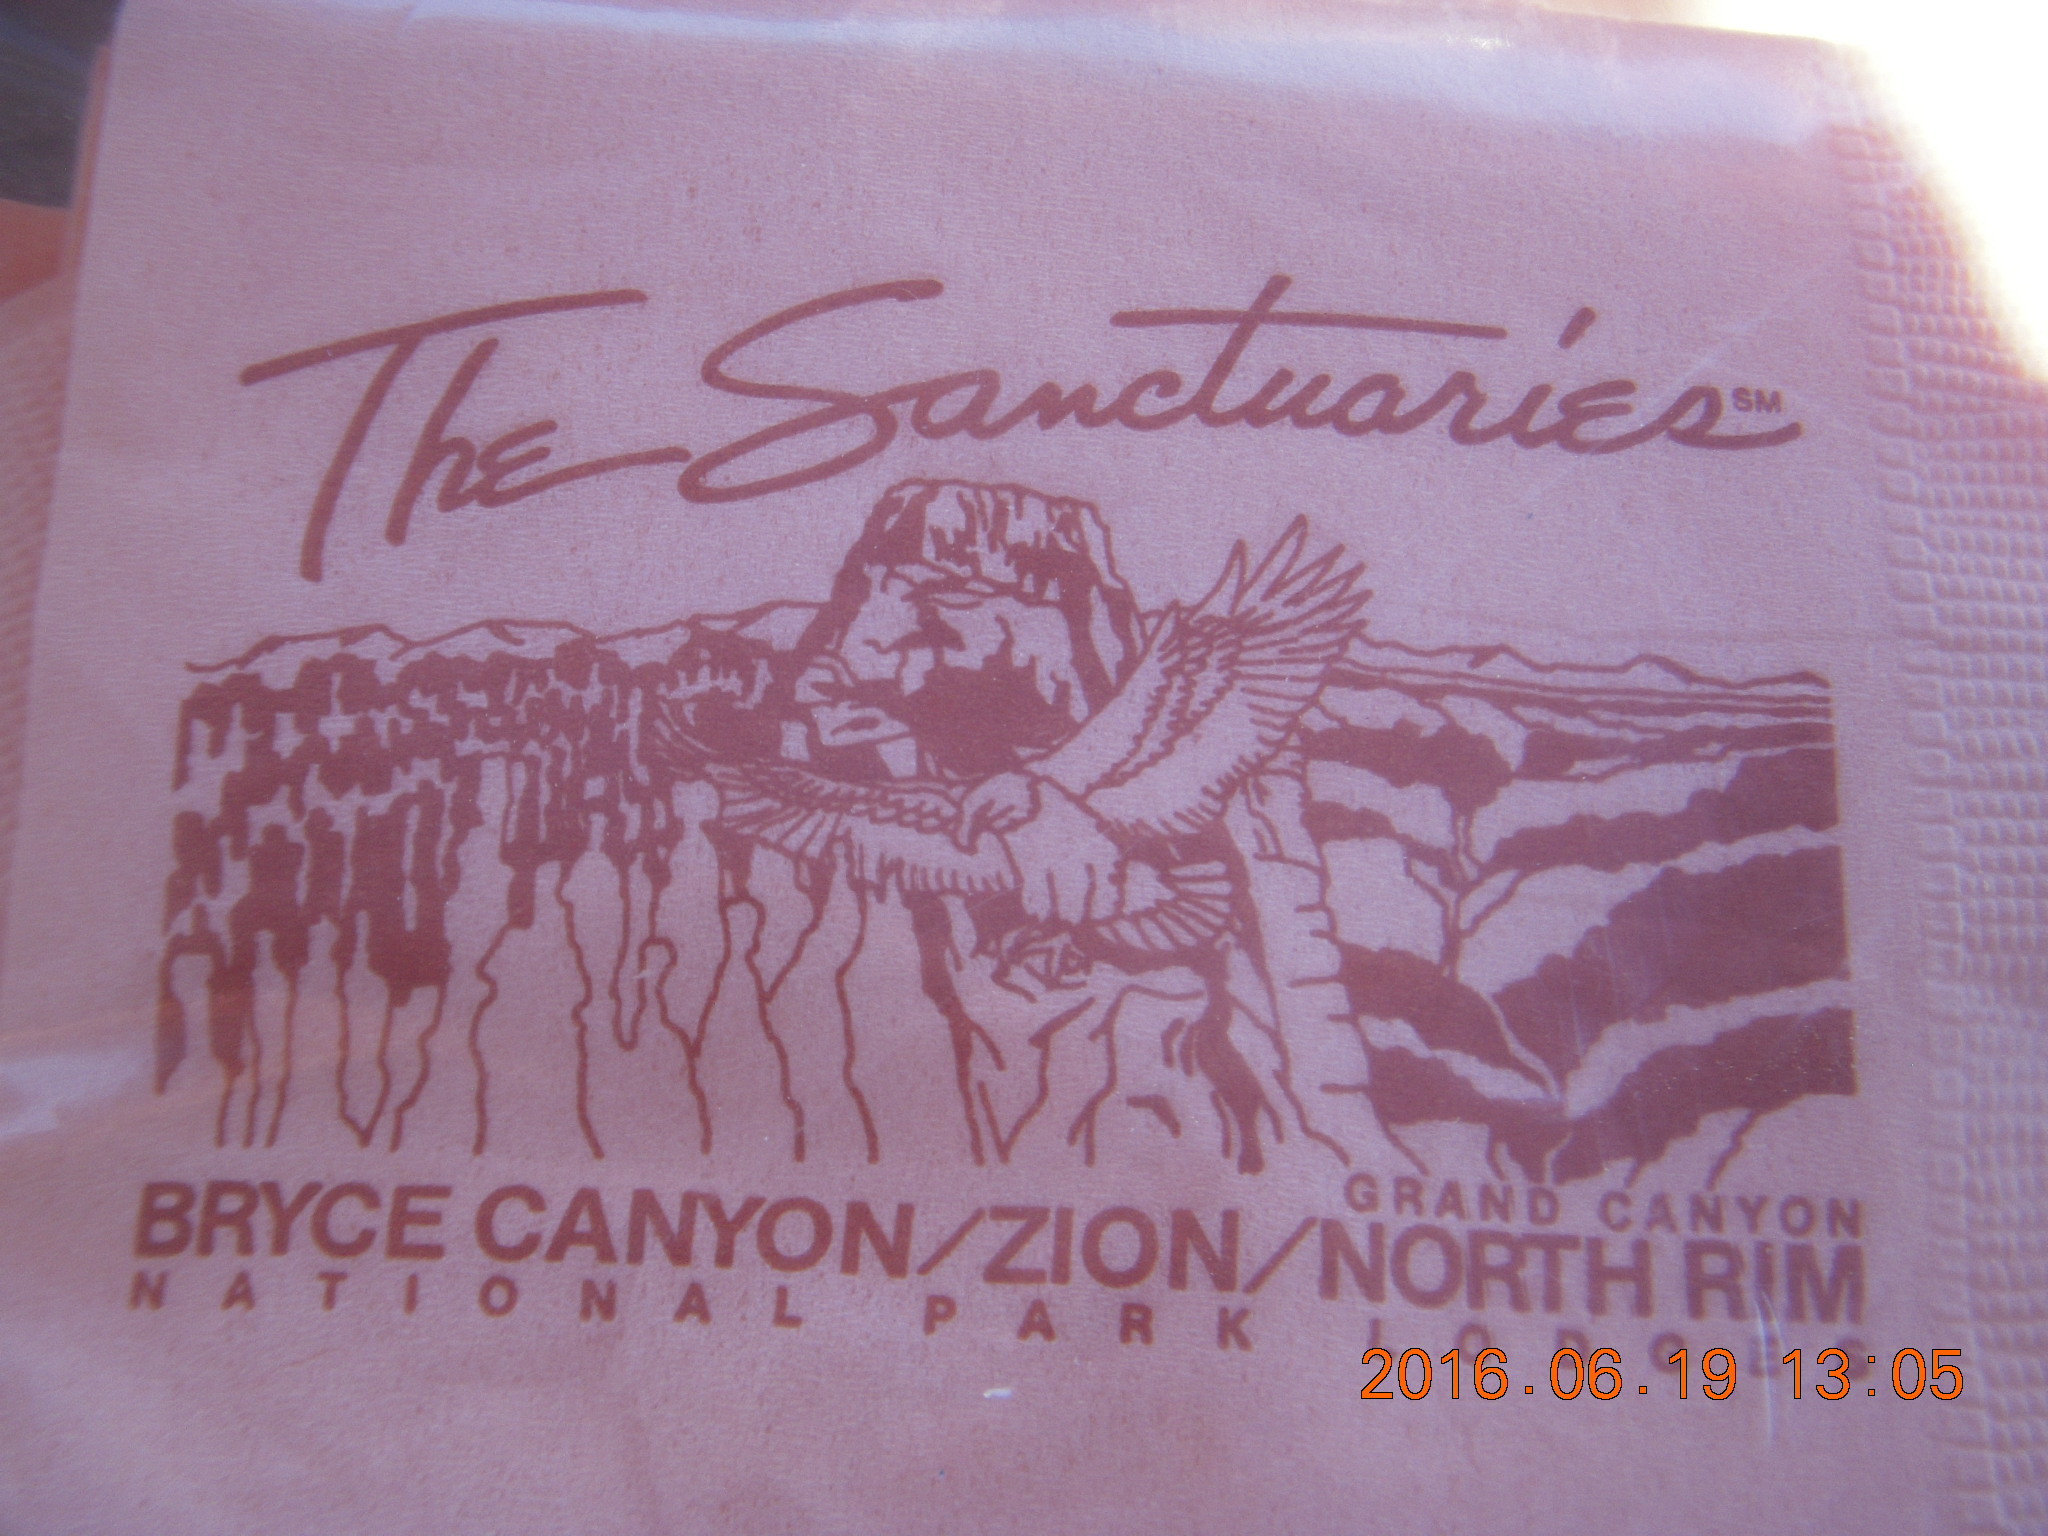 The Sanctuaries SM
GRAND CANYON
BRYCE CANYON/ZION/NORTH RIM
NATIONAL PARK LODGES
2016.06.19 13:05